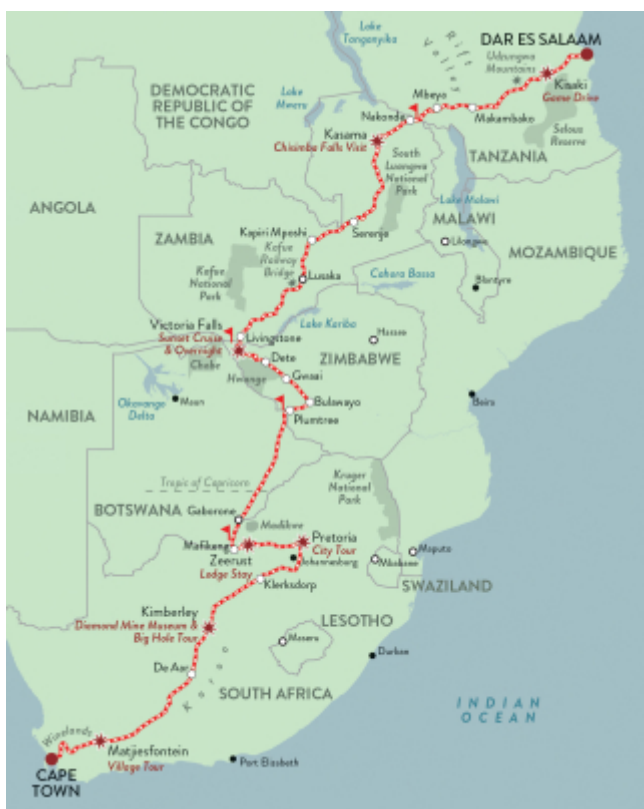 Lake
Tanganyika
Rift
Valley
DAR ES SALAAM
Udzungwa
Mountains
Kisaki
Game Drive
DEMOCRATIC
REPUBLIC OF
THE CONGO
Lake
Mweru
Mbeya
Nakonde
Makambako
Selous
Reserve
Kasama
Chisimba Falls Visit
TANZANIA
South
Luangwa
National
Park
Lake Malawi
ANGOLA
MALAWI
ZAMBIA
Serenje
Kapiri Mposhi
Lilongwe
MOZAMBIQUE
Kafue
Railway
Bridge
Kafue
National
Park
Lusaka
Cahora Bassa
Blantyre
Victoria Falls
Sunset Cruise
& Overnight
Livingstone
Lake Kariba
Harare
Chobe
Dete
ZIMBABWE
Hwange
Gwaai
Okavango
Delta
Maun
Bulawayo
Beira
NAMIBIA
Plumtree
Tropic of Capricorn
Kruger
National
Park
BOTSWANA
Gaborone
Madikwe
Mafikeng
Pretoria
City Tour
Zeerust
Lodge Stay
Johannesburg
Maputo
Mbabane
SWAZILAND
Klerksdorp
Kimberley
Diamond Mine Museum &
Big Hole Tour
LESOTHO
Maseru
De Aar
Durban
Karoo
SOUTH AFRICA
INDIAN
OCEAN
Winelands
Matjiesfontein
Village Tour
Port Elizabeth
CAPE
TOWN